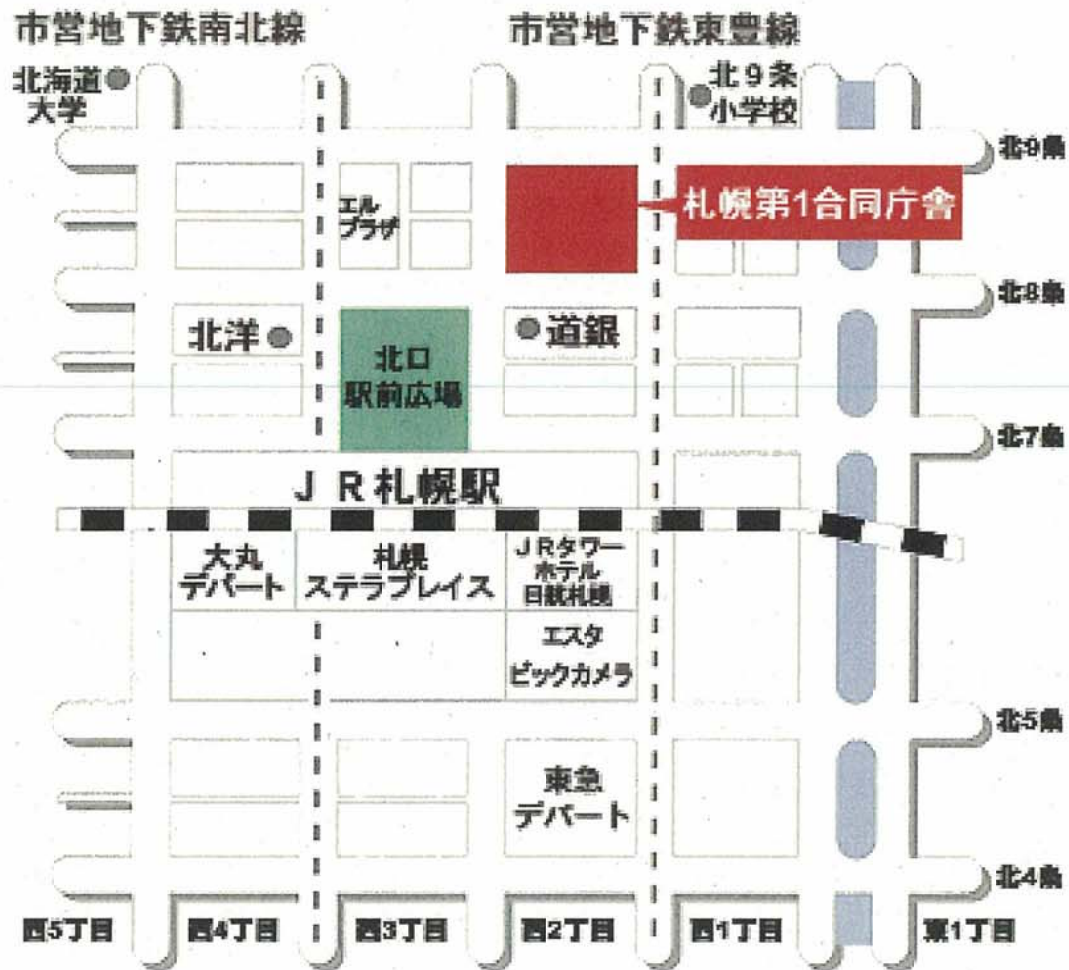 市営地下鉄南北線
市営地下鉄東豊線
北海道
大学
北9条
小学校
北9条
エル
プラザ
札幌第1合同庁舎
北8条
北洋
道銀
北口
駅前広場
北7条
JR札幌駅
大丸
デパート
札幌
ステラプレイス
JRタワー
ホテル
日航札幌
エスタ
ビックカメラ
北5条
東急
デパート
北4条
西5丁目
西4丁目
西3丁目
西2丁目
西1丁目
東1丁目